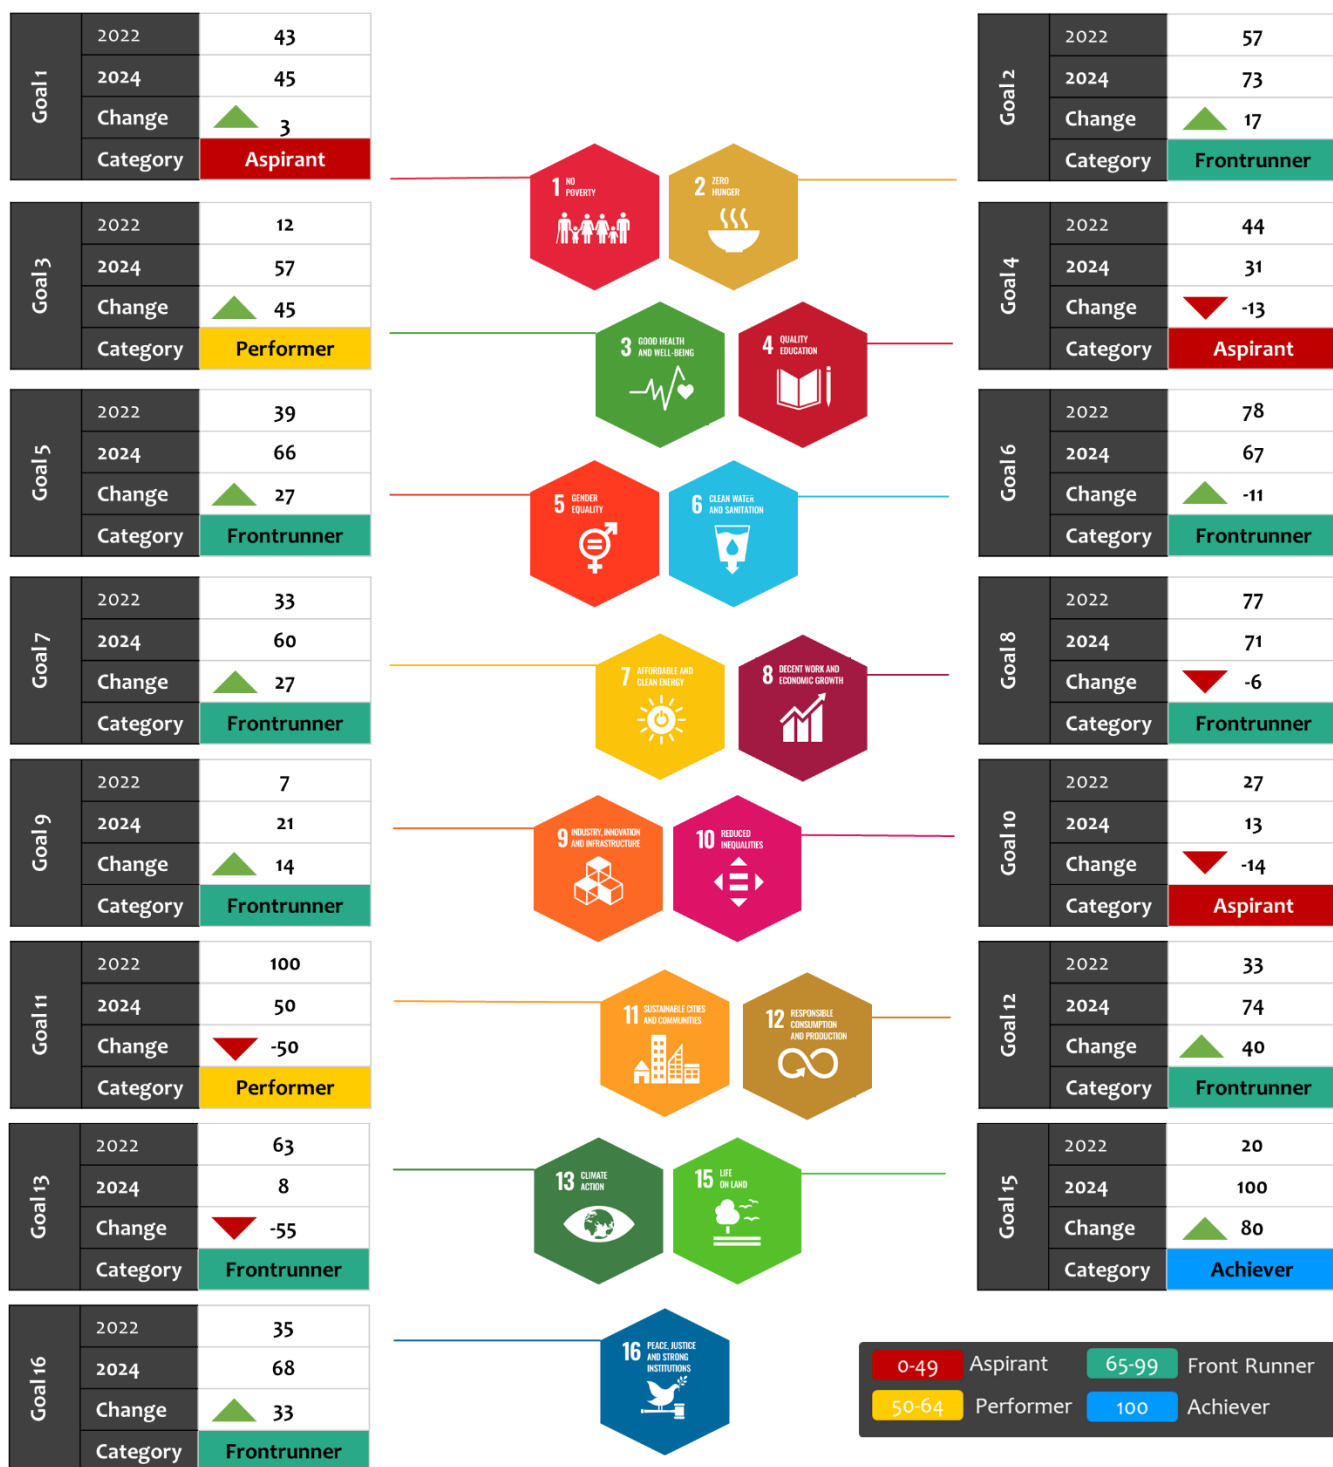 Goal 1
2022 43
2024 45
Change 3
Category Aspirant
Goal 2
2022 57
2024 73
Change 17
Category Frontrunner
1 NO
POVERTY
2 ZERO
HUNGER
Goal 3
2022 12
2024 57
Change 45
Category Performer
Goal 4
2022 44
2024 31
Change -13
Category Aspirant
3 GOOD HEALTH
AND WELL-BEING
4 QUALITY
EDUCATION
Goal 5
2022 39
2024 66
Change 27
Category Frontrunner
Goal 6
2022 78
2024 67
Change -11
Category Frontrunner
5 GENDER
EQUALITY
6 CLEAN WATER
AND SANITATION
Goal 7
2022 33
2024 60
Change 27
Category Frontrunner
Goal 8
2022 77
2024 71
Change -6
Category Frontrunner
7 AFFORDABLE AND
CLEAN ENERGY
8 DECENT WORK AND
ECONOMIC GROWTH
Goal 9
2022 7
2024 21
Change 14
Category Frontrunner
Goal 10
2022 27
2024 13
Change -14
Category Aspirant
9 INDUSTRY, INNOVATION
AND INFRASTRUCTURE
10 REDUCED
INEQUALITIES
Goal 11
2022 100
2024 50
Change -50
Category Performer
Goal 12
2022 33
2024 74
Change 40
Category Frontrunner
11 SUSTAINABLE CITIES
AND COMMUNITIES
12 RESPONSIBLE
CONSUMPTION
AND PRODUCTION
Goal 13
2022 63
2024 8
Change -55
Category Frontrunner
Goal 15
2022 20
2024 100
Change 80
Category Achiever
13 CLIMATE
ACTION
15 LIFE
ON LAND
Goal 16
2022 35
2024 68
Change 33
Category Frontrunner
16 PEACE, JUSTICE
AND STRONG
INSTITUTIONS
0-49 Aspirant 65-99 Front Runner
50-64 Performer 100 Achiever